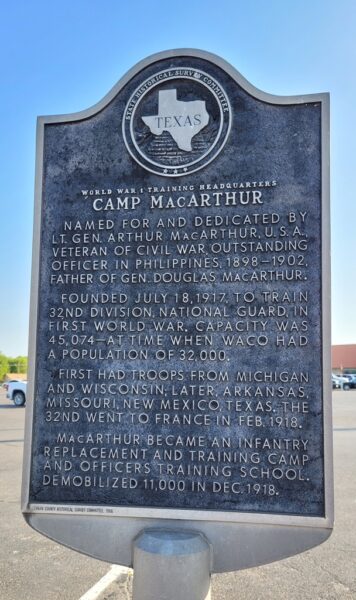 STATE HISTORICAL SURVEY COMMITTEE
TEXAS
WORLD WAR I TRAINING HEADQUARTERS
CAMP MACARTHUR
NAMED FOR AND DEDICATED BY
LT. GEN. ARTHUR MACARTHUR, U.S.A.
VETERAN OF CIVIL WAR, OUTSTANDING
OFFICER IN PHILIPPINES, 1898–1902,
FATHER OF GEN. DOUGLAS MACARTHUR.
FOUNDED JULY 18, 1917, TO TRAIN
32ND DIVISION, NATIONAL GUARD, IN
FIRST WORLD WAR. CAPACITY WAS
45,074—AT TIME WHEN WACO HAD
A POPULATION OF 32,000.
FIRST HAD TROOPS FROM MICHIGAN
AND WISCONSIN; LATER, ARKANSAS,
MISSOURI, NEW MEXICO, TEXAS. THE
32ND WENT TO FRANCE IN FEB. 1918.
MACARTHUR BECAME AN INFANTRY
REPLACEMENT AND TRAINING CAMP
AND OFFICERS TRAINING SCHOOL.
DEMOBILIZED 11,000 IN DEC. 1918.
COUNTY HISTORICAL SURVEY COMMITTEE,